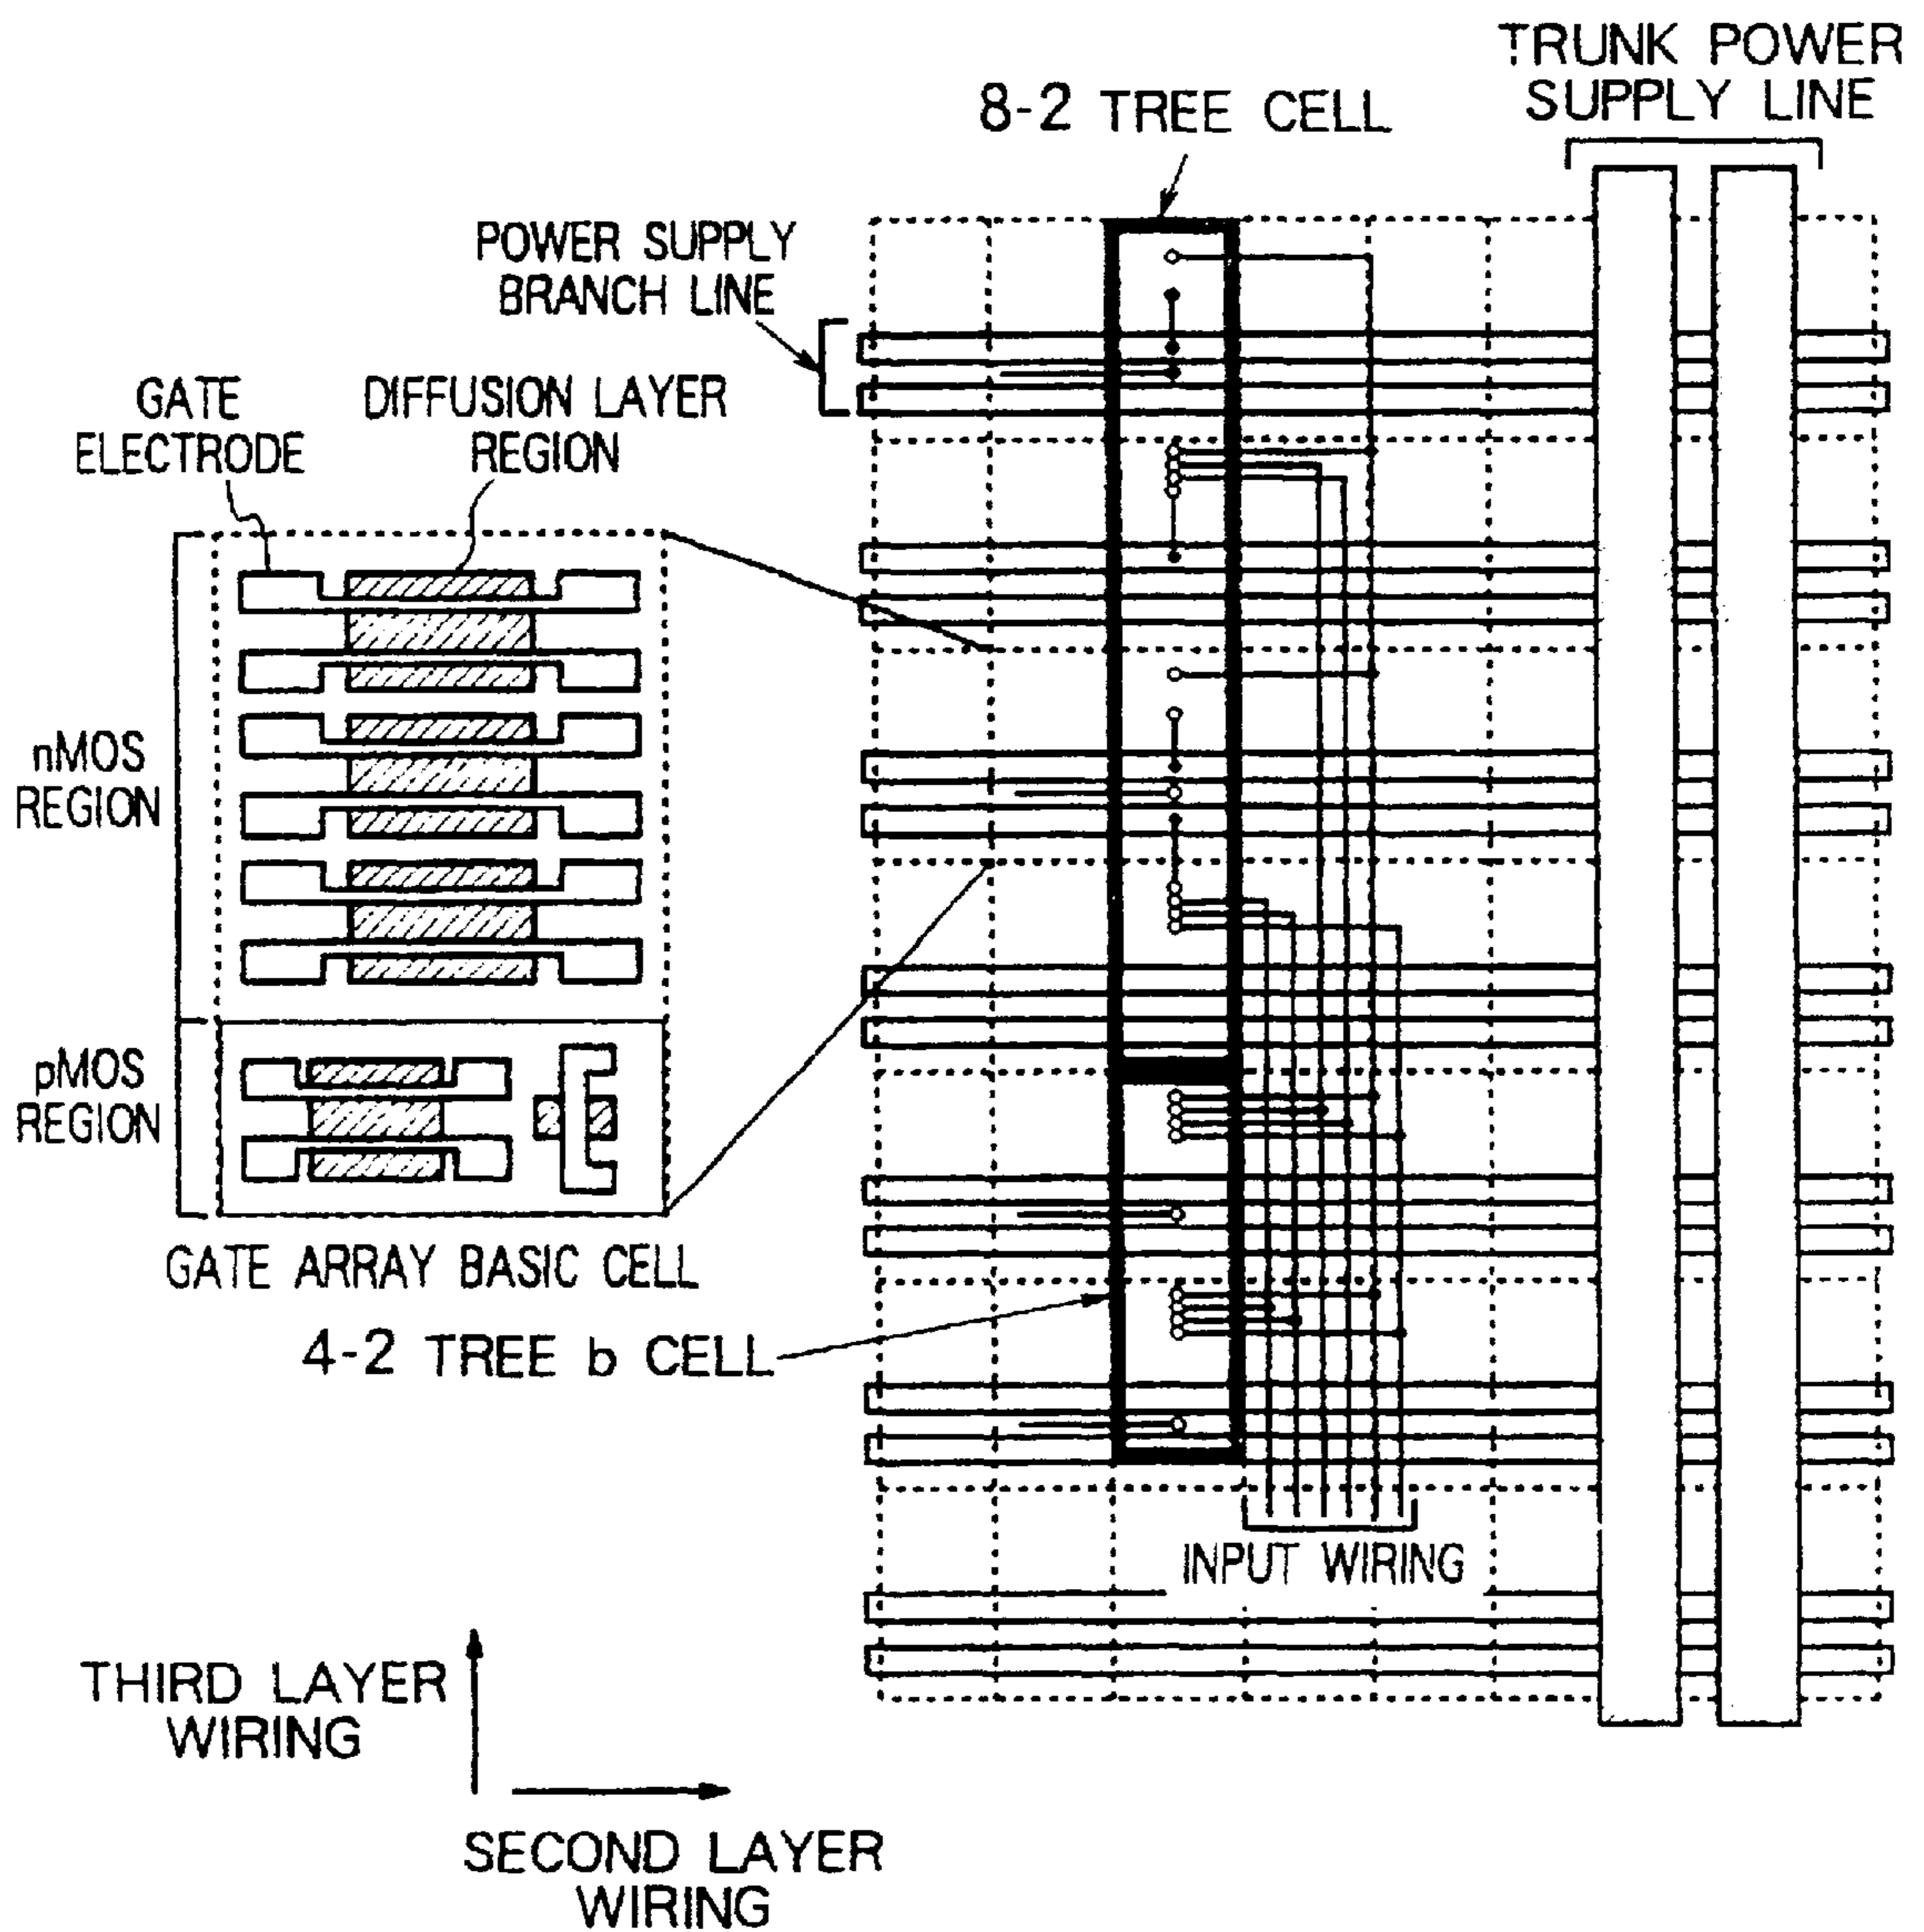 TRUNK POWER
SUPPLY LINE
8-2 TREE CELL
POWER SUPPLY
BRANCH LINE
GATE
ELECTRODE
DIFFUSION LAYER
REGION
nMOS
REGION
pMOS
REGION
GATE ARRAY BASIC CELL
4-2 TREE b CELL
INPUT WIRING
THIRD LAYER
WIRING
SECOND LAYER
WIRING